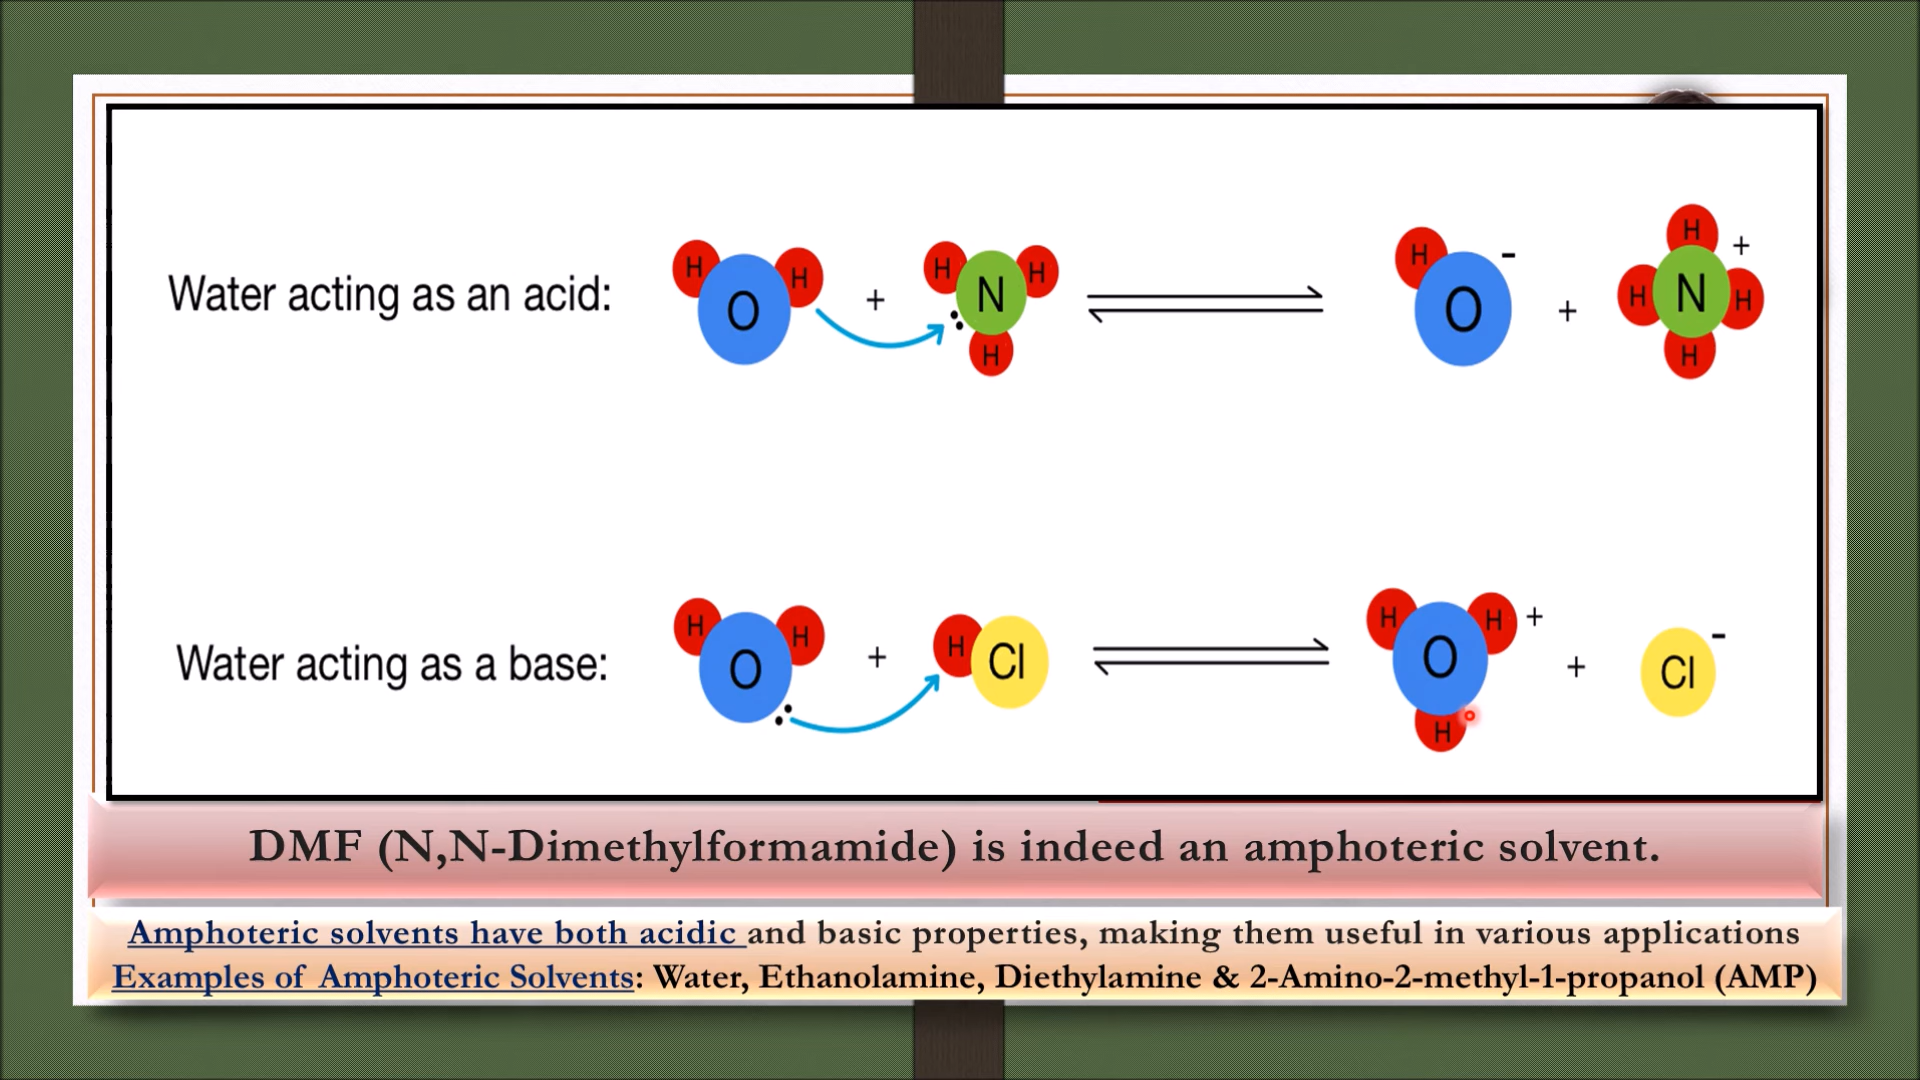 H H O + H N H H H O - + H N H H H +
Water acting as an acid:
H H O + H Cl H H O H + + Cl -
Water acting as a base:
DMF (N,N-Dimethylformamide) is indeed an amphoteric solvent.
Amphoteric solvents have both acidic and basic properties, making them useful in various applications
Examples of Amphoteric Solvents: Water, Ethanolamine, Diethylamine & 2-Amino-2-methyl-1-propanol (AMP)